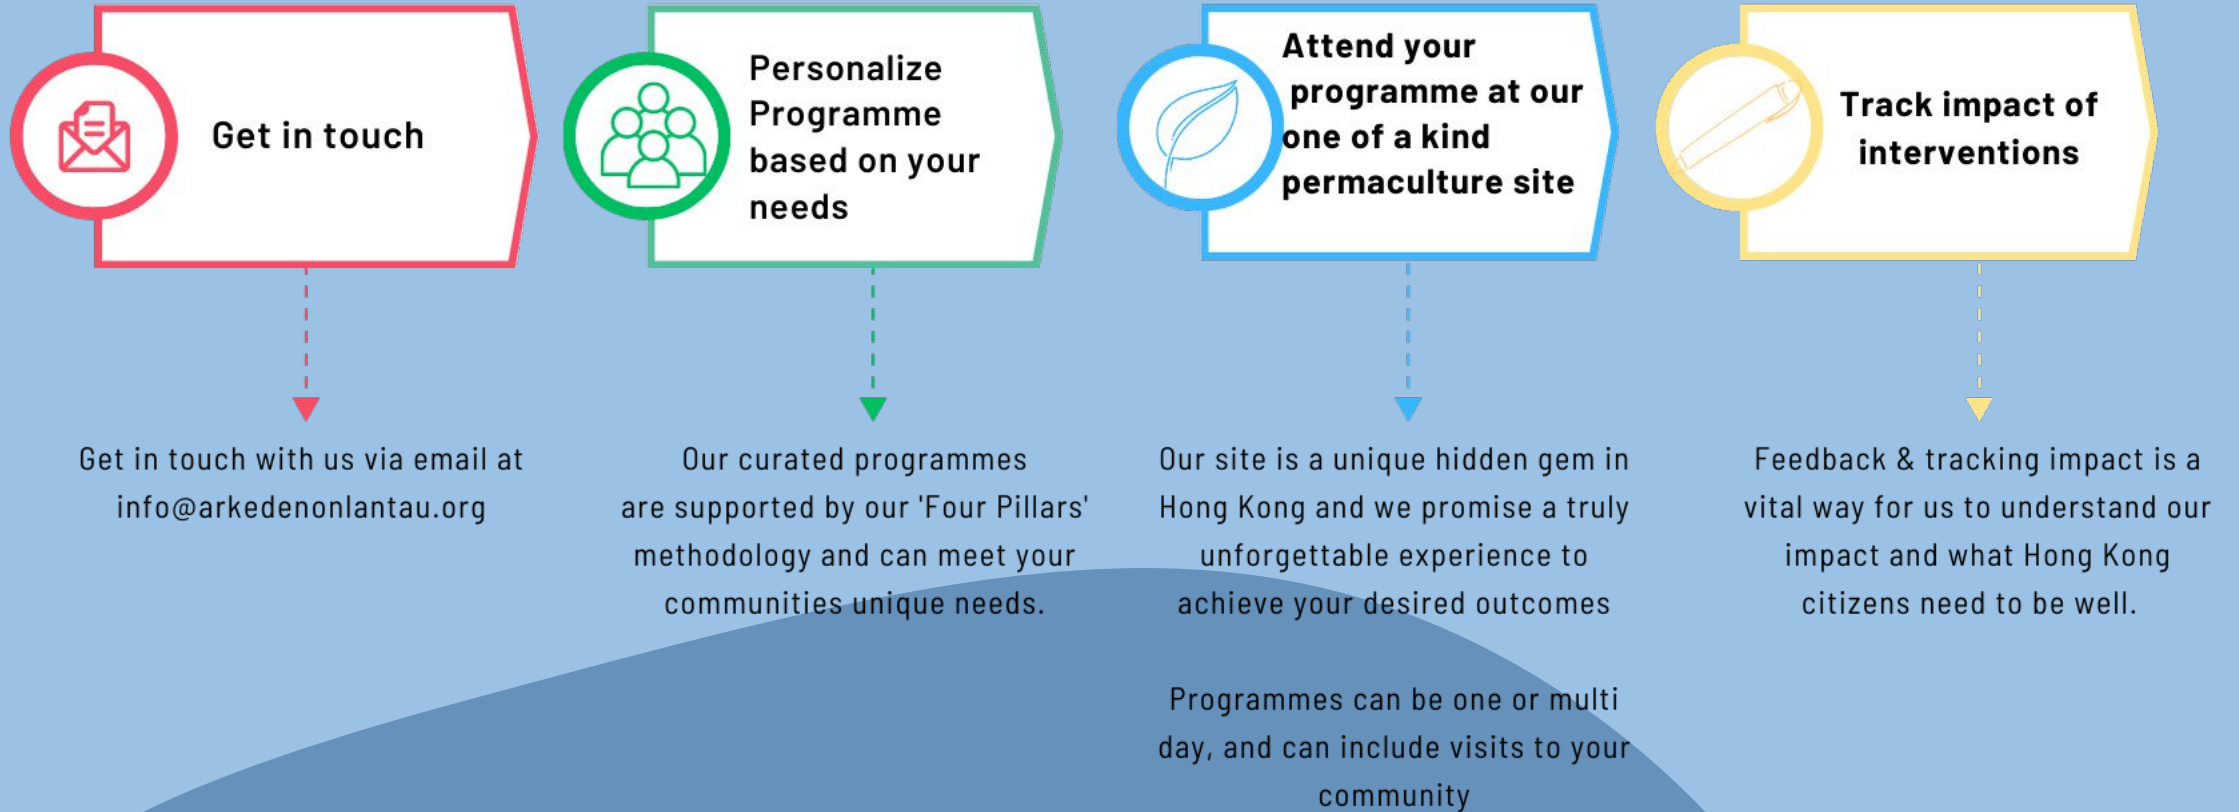 Get in touch
Get in touch with us via email at
info@arkedenonlantau.org
Personalize
Programme
based on your
needs
Our curated programmes
are supported by our 'Four Pillars'
methodology and can meet your
communities unique needs.
Attend your
programme at our
one of a kind
permaculture site
Our site is a unique hidden gem in
Hong Kong and we promise a truly
unforgettable experience to
achieve your desired outcomes
Programmes can be one or multi
day, and can include visits to your
community
Track impact of
interventions
Feedback & tracking impact is a
vital way for us to understand our
impact and what Hong Kong
citizens need to be well.